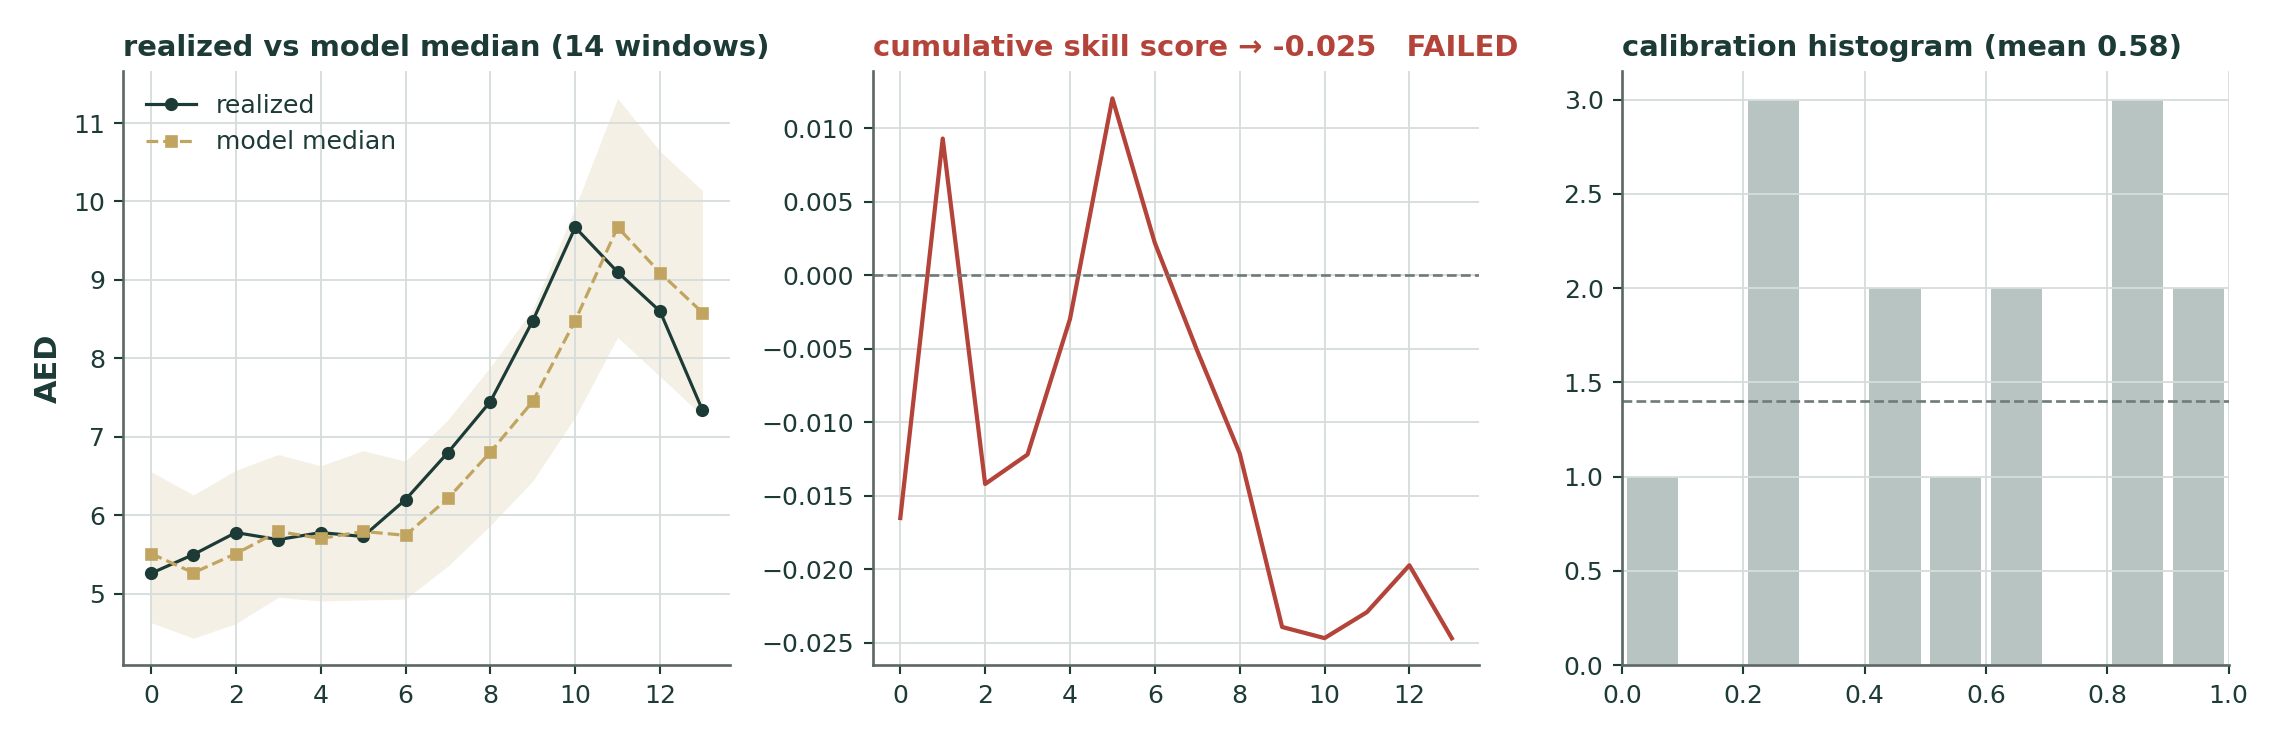 realized vs model median (14 windows)
realized
model median
AED
11
10
9
8
7
6
5
0 2 4 6 8 10 12
cumulative skill score → -0.025 FAILED
0.010
0.005
0.000
−0.005
−0.010
−0.015
−0.020
−0.025
0 2 4 6 8 10 12
calibration histogram (mean 0.58)
3.0
2.5
2.0
1.5
1.0
0.5
0.0
0.0 0.2 0.4 0.6 0.8 1.0